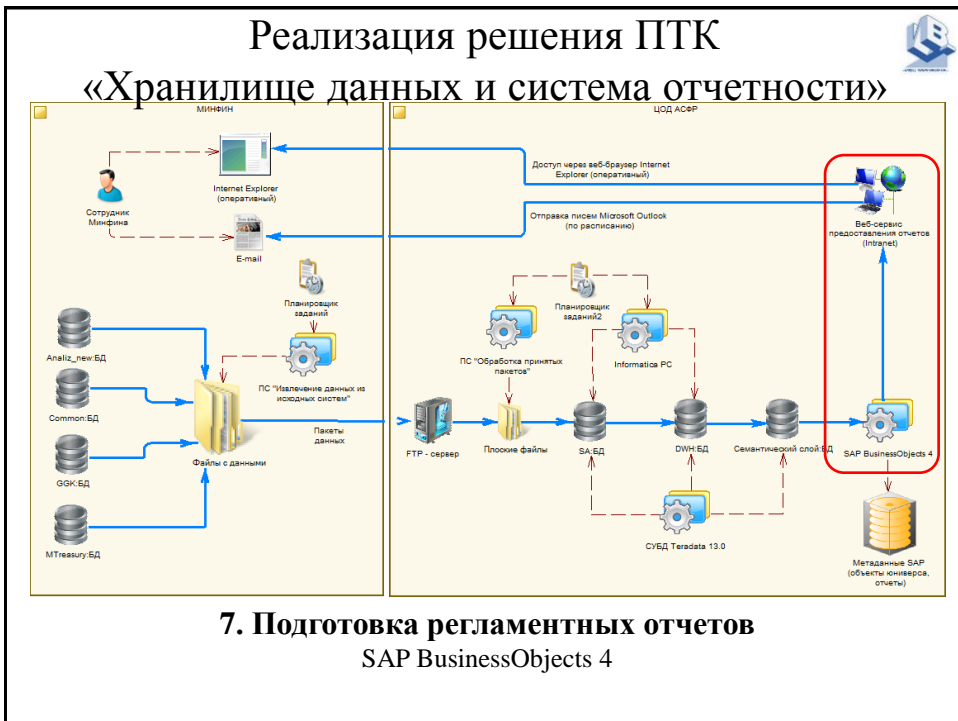 Реализация решения ПТК
«Хранилище данных и система отчетности»
МИНФИН
ЦОД АСФР
Internet Explorer
(оперативный)
Сотрудник
Минфина
E-mail
Доступ через веб-браузер Internet
Explorer (оперативный)
Отправка писем Microsoft Outlook
(по расписанию)
Веб-сервис
предоставления отчетов
(Intranet)
Планировщик
заданий
Планировщик
заданий2
Analiz_new:БД
ПС "Извлечение данных из
исходных систем"
ПС "Обработка принятых
пакетов"
Informatica PC
Common:БД
Пакеты
данных
Файлы с данными
FTP - сервер
Плоские файлы
SA:БД
DWH:БД
Семантический слой:БД
SAP BusinessObjects 4
GGK:БД
MTreasury:БД
СУБД Teradata 13.0
Метаданные SAP
(объекты юниверса,
отчеты)
7. Подготовка регламентных отчетов
SAP BusinessObjects 4